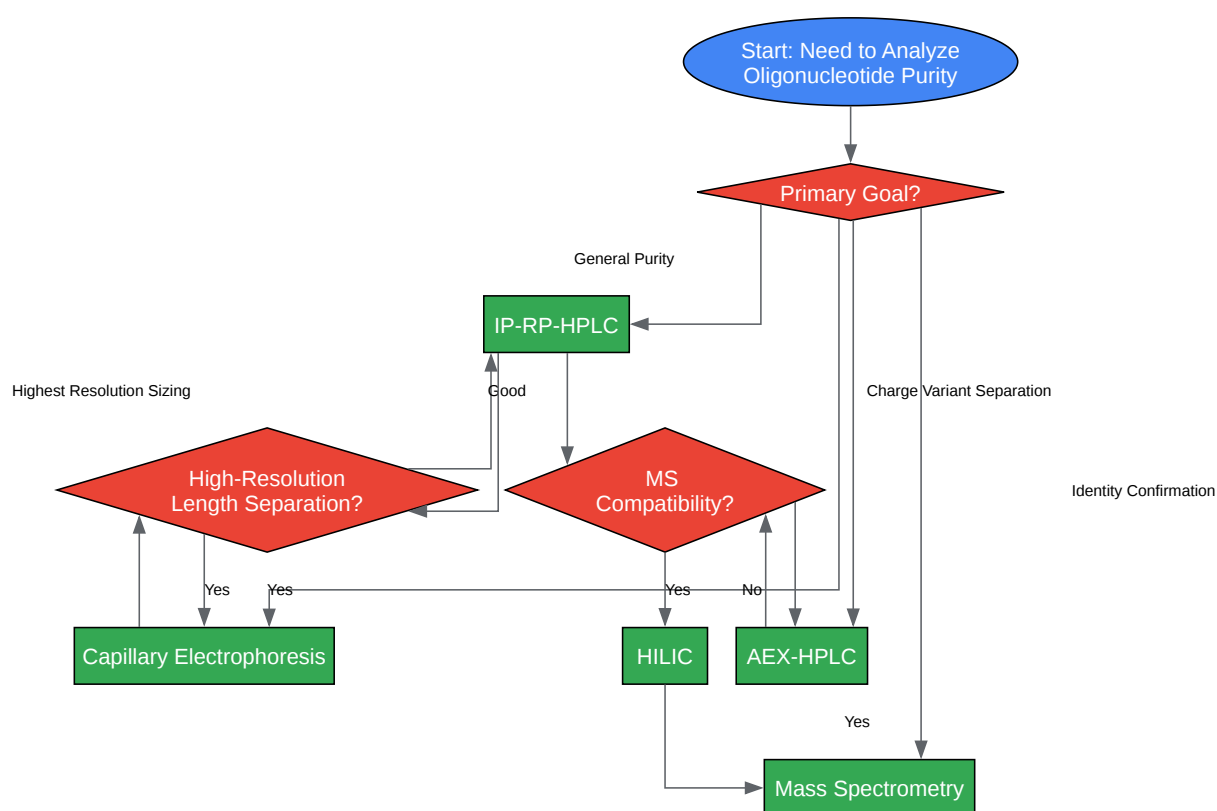 Start: Need to Analyze
Oligonucleotide Purity
Primary Goal?
General Purity
IP-RP-HPLC
Highest Resolution Sizing
Good
Charge Variant Separation
High-Resolution
Length Separation?
MS
Compatibility?
Identity Confirmation
Yes
Yes
Yes
No
Capillary Electrophoresis
HILIC
AEX-HPLC
Yes
Mass Spectrometry